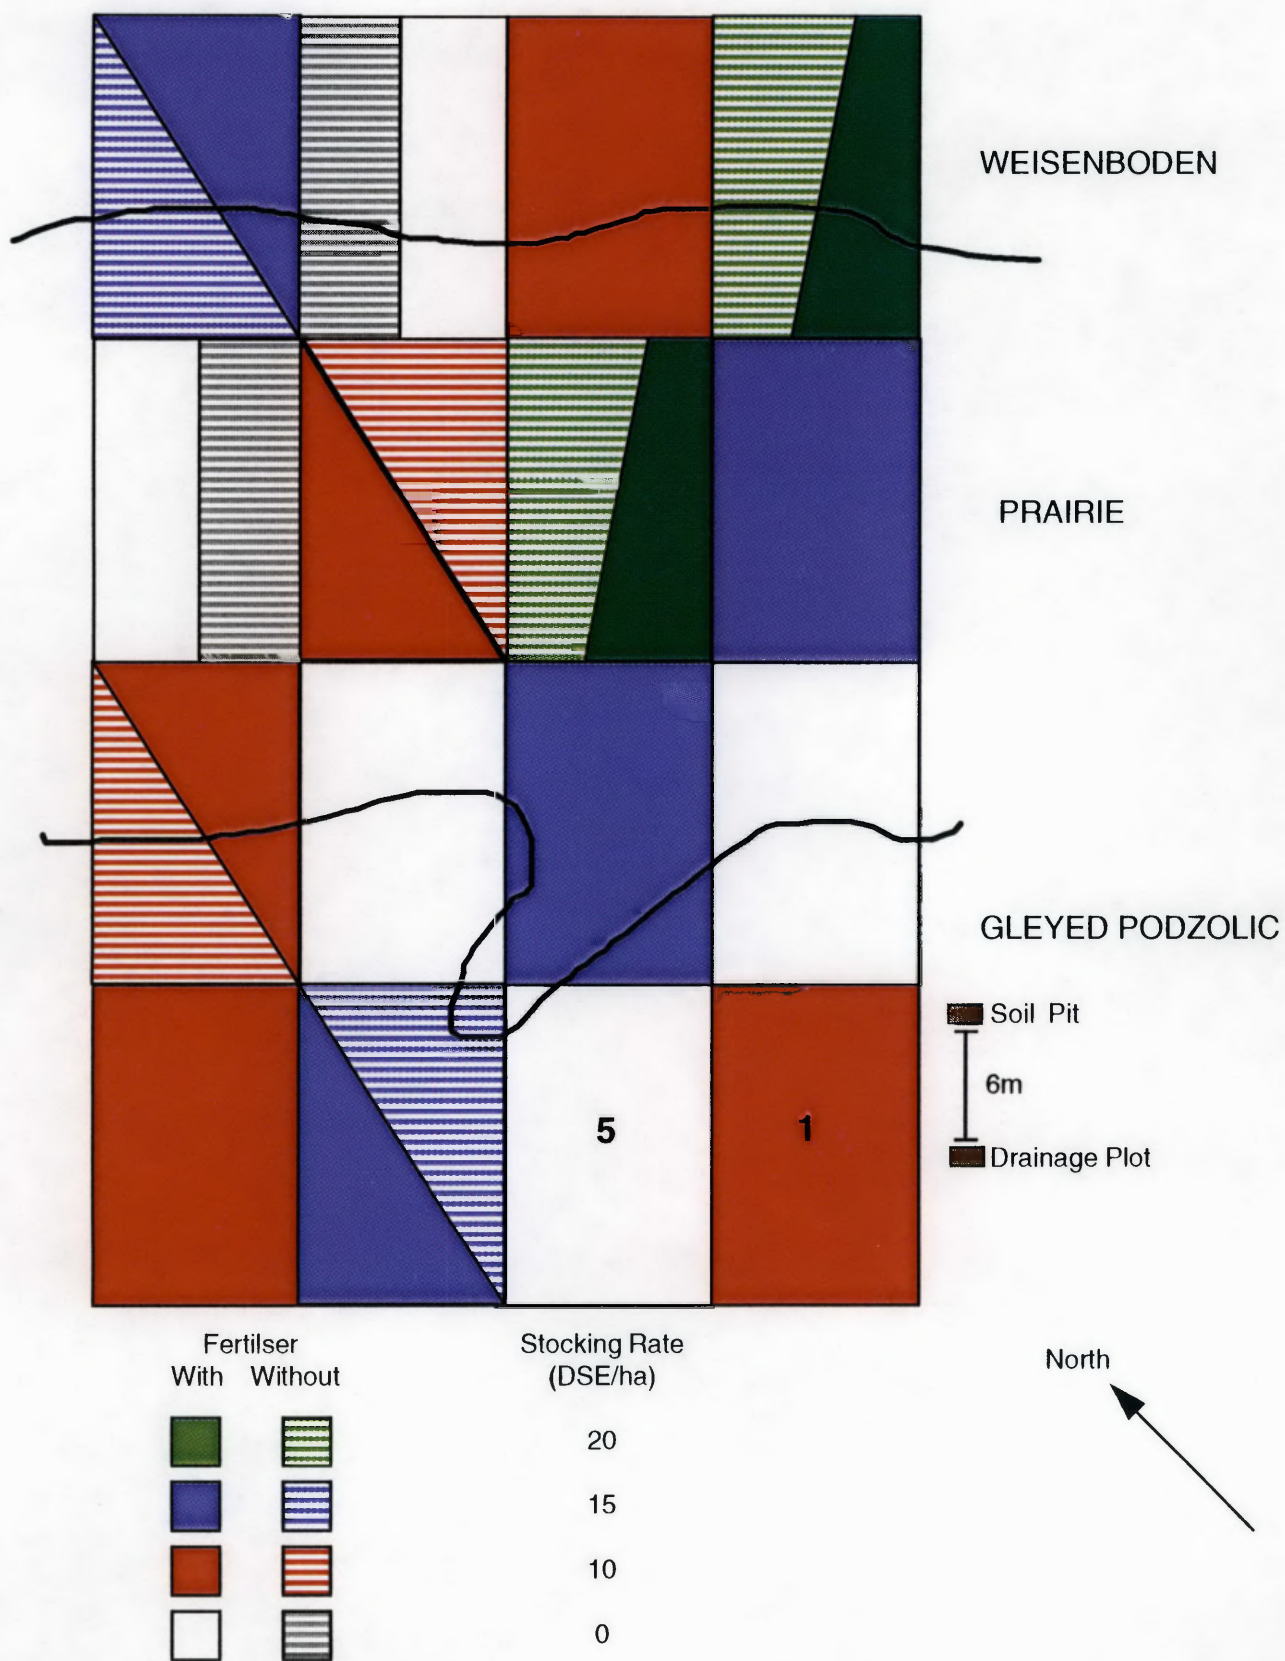 WEISENBODEN
PRAIRIE
GLEYED PODZOLIC
Soil Pit
6m
5
1
Drainage Plot
Fertilser
With Without
Stocking Rate
(DSE/ha)
North
20
15
10
0